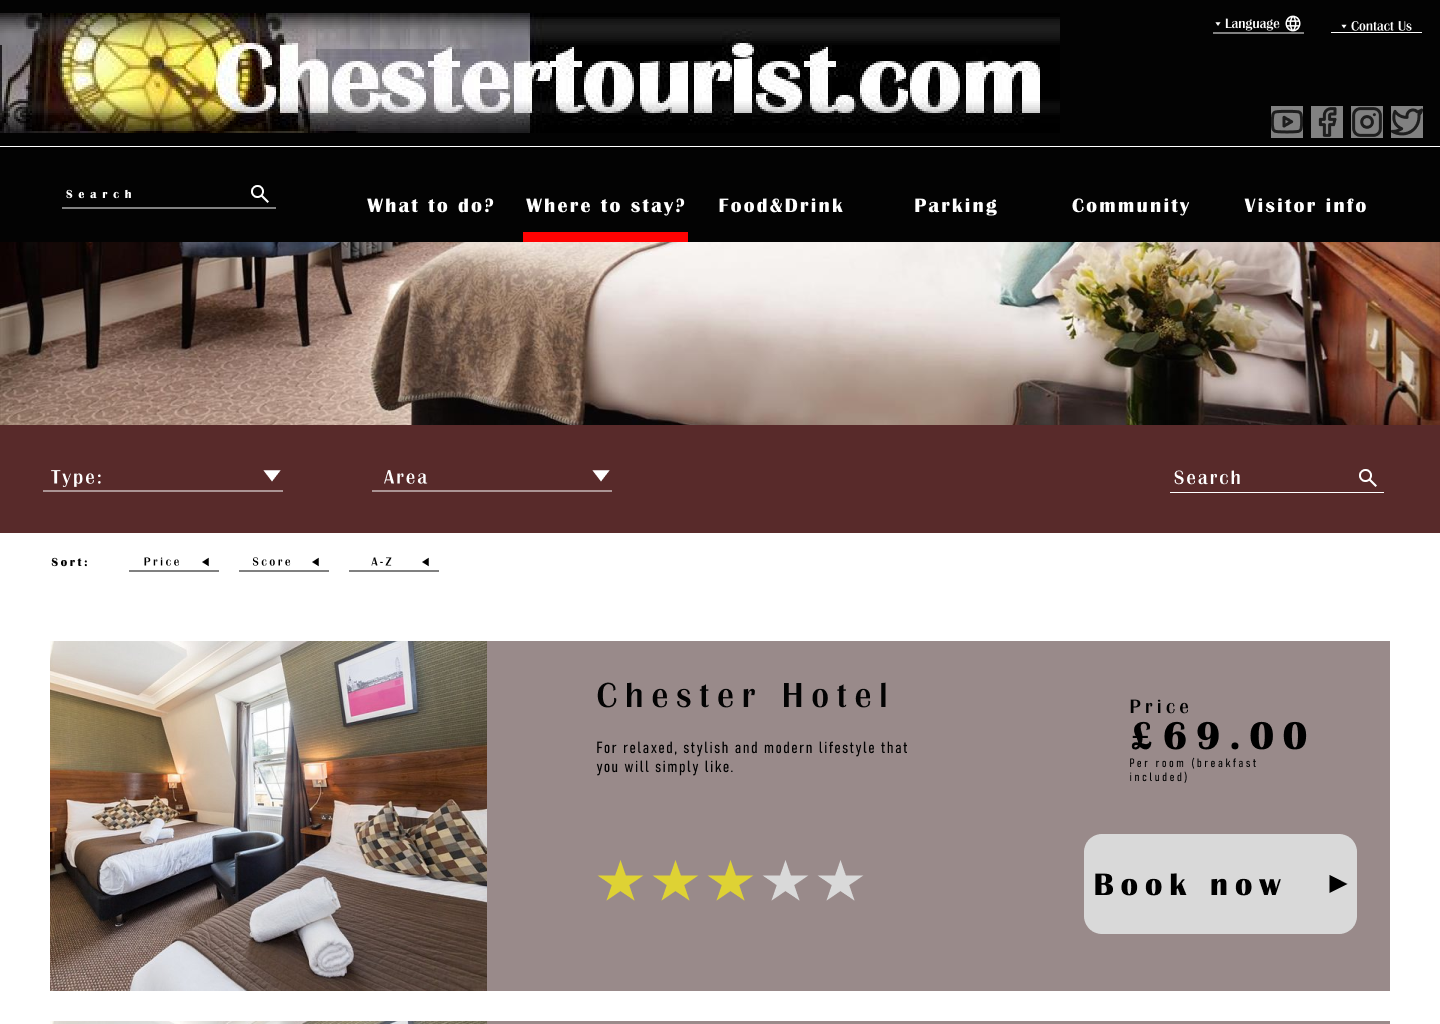 Language
Contact Us
Chestertourist.com
Search
What to do?
Where to stay?
Food&Drink
Parking
Community
Visitor info
Type:
Area
Search
Sort:
Price
Score
A-Z
Chester Hotel
For relaxed, stylish and modern lifestyle that
you will simply like.
Price
£69.00
Per room (breakfast
included)
Book now